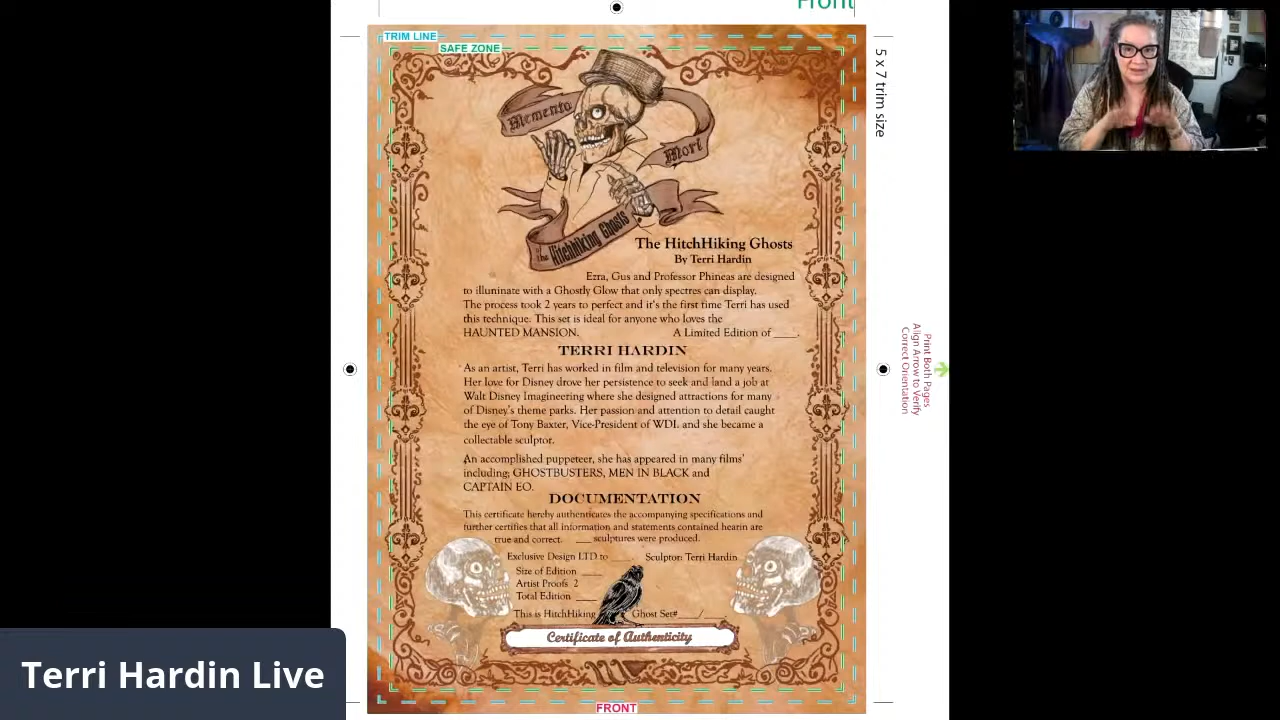 Front
TRIM LINE
SAFE ZONE
5 x 7 trim size
Memento
Mori
the HitchHiking Ghosts
The HitchHiking Ghosts
By Terri Hardin
Ezra, Gus and Professor Phineas are designed
to illuminate with a Ghostly Glow that only spectres can display.
The process took 2 years to perfect and it's the first time Terri has used
this technique. This set is ideal for anyone who loves the
HAUNTED MANSION. A Limited Edition of ____.
TERRI HARDIN
As an artist, Terri has worked in film and television for many years.
Her love for Disney drove her persistence to seek and land a job at
Walt Disney Imagineering where she designed attractions for many
of Disney's theme parks. Her passion and attention to detail caught
the eye of Tony Baxter, Vice-President of WDI. and she became a
collectable sculptor.
An accomplished puppeteer, she has appeared in many films'
including; GHOSTBUSTERS, MEN IN BLACK and
CAPTAIN EO.
DOCUMENTATION
This certificate hereby authenticates the accompanying specifications and
further certifies that all information and statements contained hearin are
true and correct. ___ sculptures were produced.
Exclusive Design LTD to ____. Sculptor: Terri Hardin
Size of Edition ____
Artist Proofs 2
Total Edition ____
This is HitchHiking Ghost Set# ____/____
Certificate of Authenticity
FRONT
Print Both Pages
Align Arrow to Verify
Correct Orientation
Terri Hardin Live